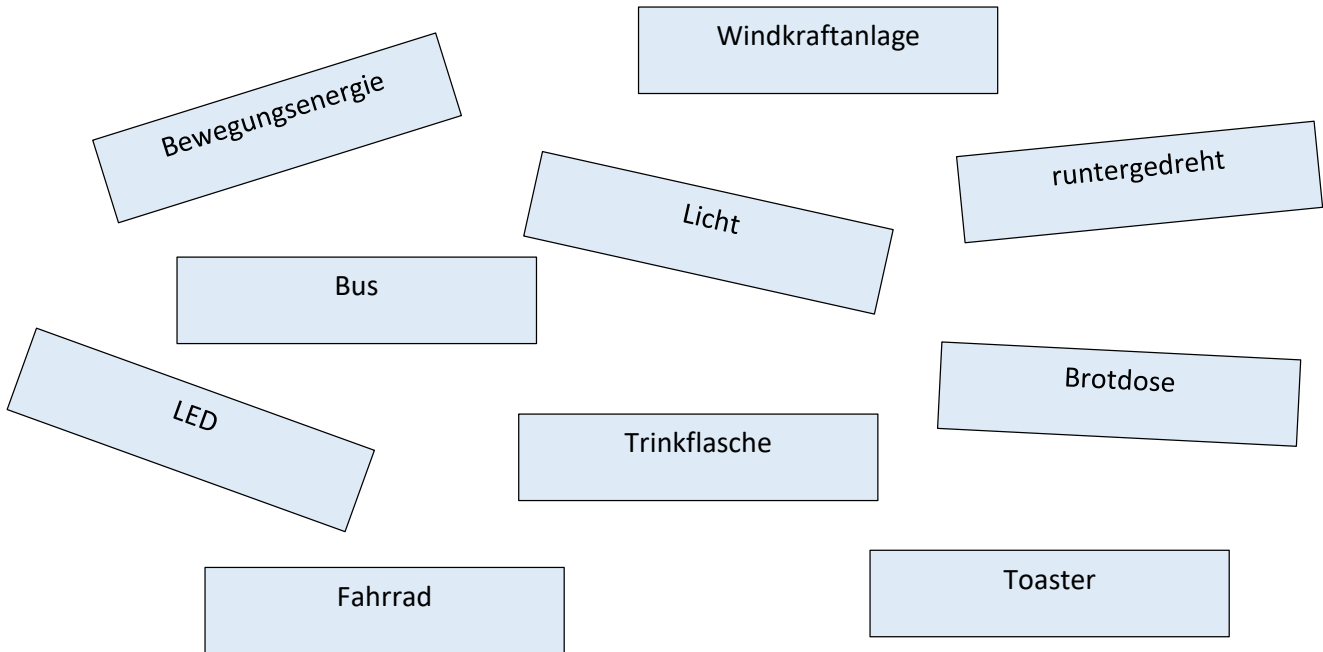 Windkraftanlage
Bewegungsenergie
runtergedreht
Licht
Bus
Brotdose
LED
Trinkflasche
Toaster
Fahrrad